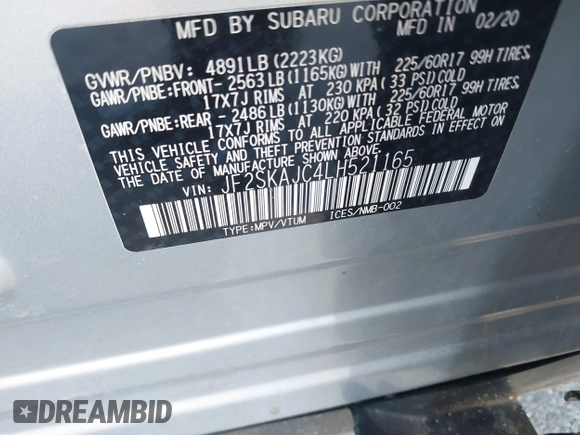 MFD BY SUBARU CORPORATION
MFD IN 02/20
GVWR/PNBV: 4891LB (2223KG)
GAWR/PNBE:FRONT-2563LB(1165KG)WITH 225/60R17 99H TIRES,
17x7J RIMS AT 230 KPA ( 33 PSI) COLD
GAWR/PNBE:REAR -2486LB(1130KG)WITH 225/60R17 99H TIRES,
17x7J RIMS AT 220 KPA ( 32 PSI) COLD
THIS VEHICLE CONFORMS TO ALL APPLICABLE FEDERAL MOTOR
VEHICLE SAFETY AND THEFT PREVENTION STANDARDS IN EFFECT ON
THE DATE OF MANUFACTURE SHOWN ABOVE.
VIN: JF2SKAJC4LH521165
TYPE:MPV/VTUM ICES/NMB-002
DREAMBID